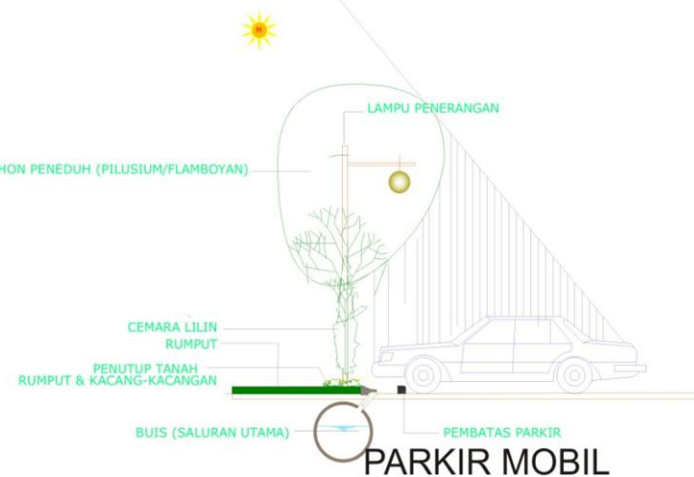 M
LAMPU PENERANGAN
HON PENEDUH (PILUSIUM/FLAMBOYAN)
CEMARA LILIN
RUMPUT
PENUTUP TANAH
RUMPUT & KACANG-KACANGAN
BUIS (SALURAN UTAMA)
PEMBATAS PARKIR
PARKIR MOBIL